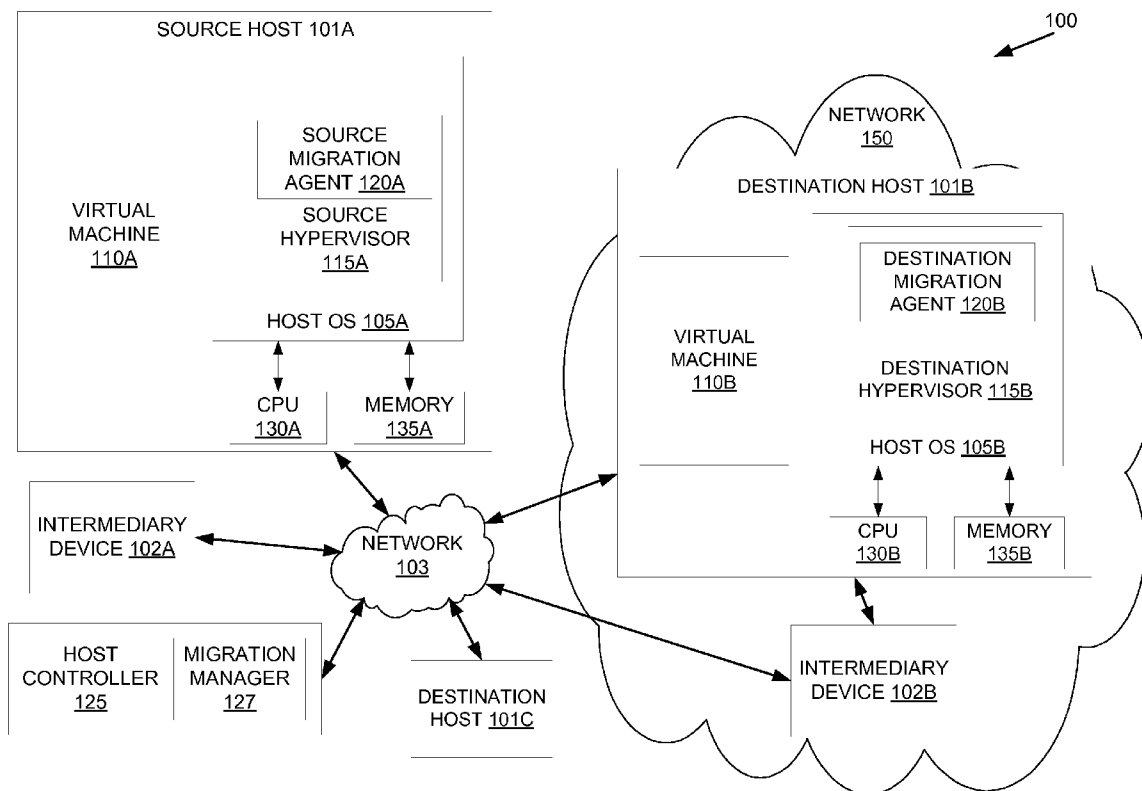 SOURCE HOST 101A
100
SOURCE
MIGRATION
AGENT 120A
SOURCE
HYPERVISOR
115A
VIRTUAL
MACHINE
110A
HOST OS 105A
CPU
130A
MEMORY
135A
NETWORK
150
DESTINATION HOST 101B
DESTINATION
MIGRATION
AGENT
120B
VIRTUAL
MACHINE
110B
DESTINATION
HYPERVISOR 115B
HOST OS 105B
CPU
130B
MEMORY
135B
INTERMEDIARY
DEVICE 102A
NETWORK
103
HOST
CONTROLLER
125
MIGRATION
MANAGER
127
DESTINATION
HOST 101C
INTERMEDIARY
DEVICE 102B